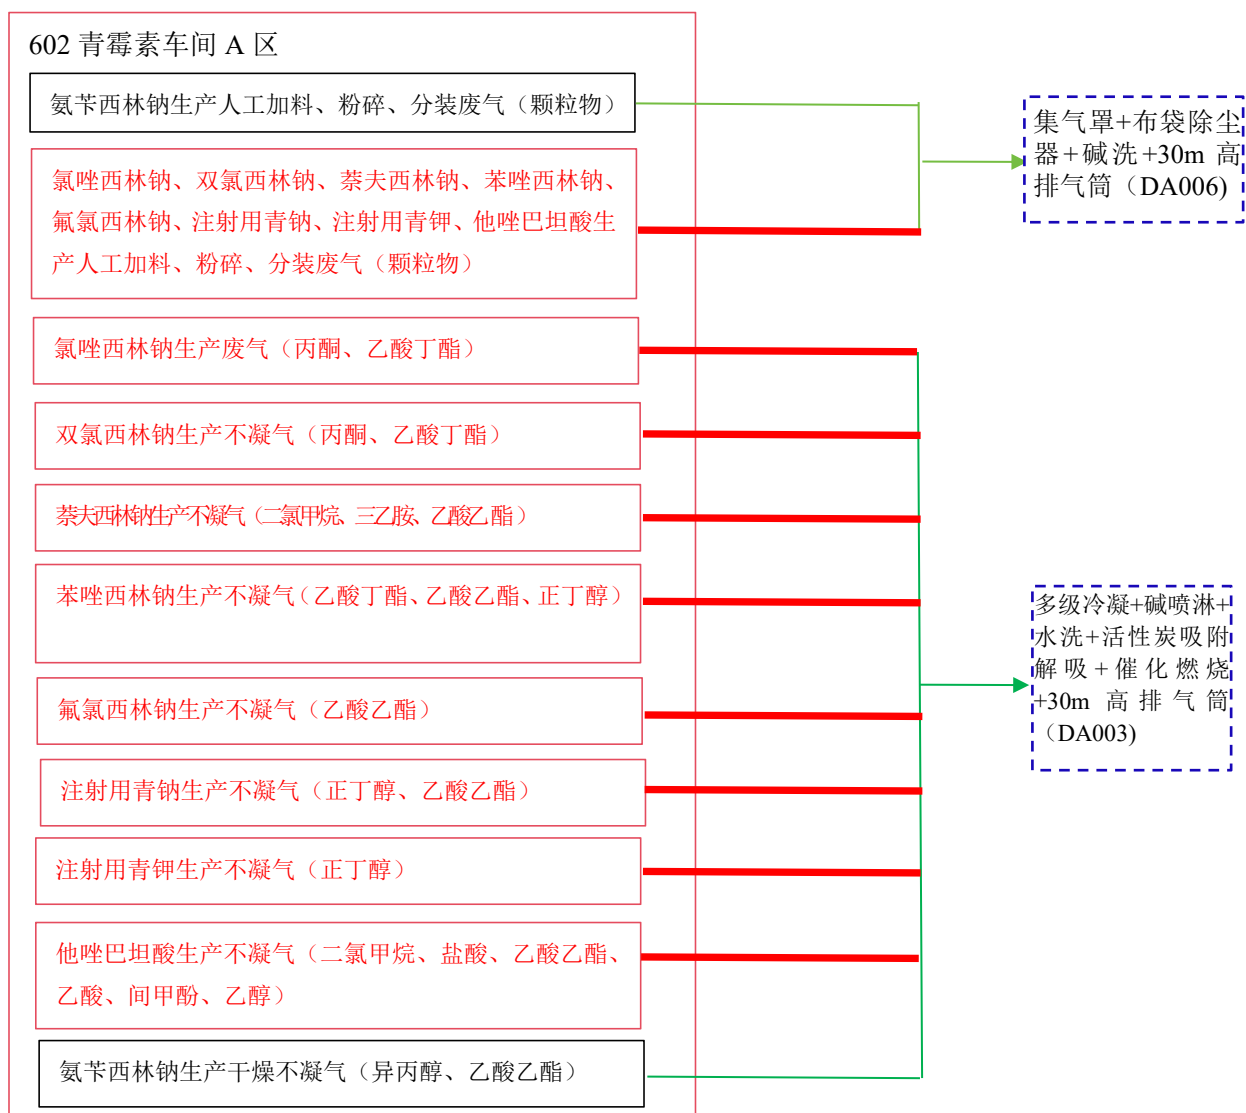 602 青霉素车间 A 区
氨苄西林钠生产人工加料、粉碎、分装废气（颗粒物）
氯唑西林钠、双氯西林钠、萘夫西林钠、苯唑西林钠、
氟氯西林钠、注射用青钠、注射用青钾、他唑巴坦酸生
产人工加料、粉碎、分装废气（颗粒物）
氯唑西林钠生产废气（丙酮、乙酸丁酯）
双氯西林钠生产不凝气（丙酮、乙酸丁酯）
萘夫西林钠生产不凝气（二氯甲烷、三乙胺、乙酸乙酯）
苯唑西林钠生产不凝气（乙酸丁酯、乙酸乙酯、正丁醇）
氟氯西林钠生产不凝气（乙酸乙酯）
注射用青钠生产不凝气（正丁醇、乙酸乙酯）
注射用青钾生产不凝气（正丁醇）
他唑巴坦酸生产不凝气（二氯甲烷、盐酸、乙酸乙酯、
乙酸、间甲酚、乙醇）
氨苄西林钠生产干燥不凝气（异丙醇、乙酸乙酯）
集气罩+布袋除尘
器+碱洗+30m 高
排气筒（DA006)
多级冷凝+碱喷淋+
水洗+活性炭吸附
解吸+催化燃烧
+30m 高排气筒
（DA003)